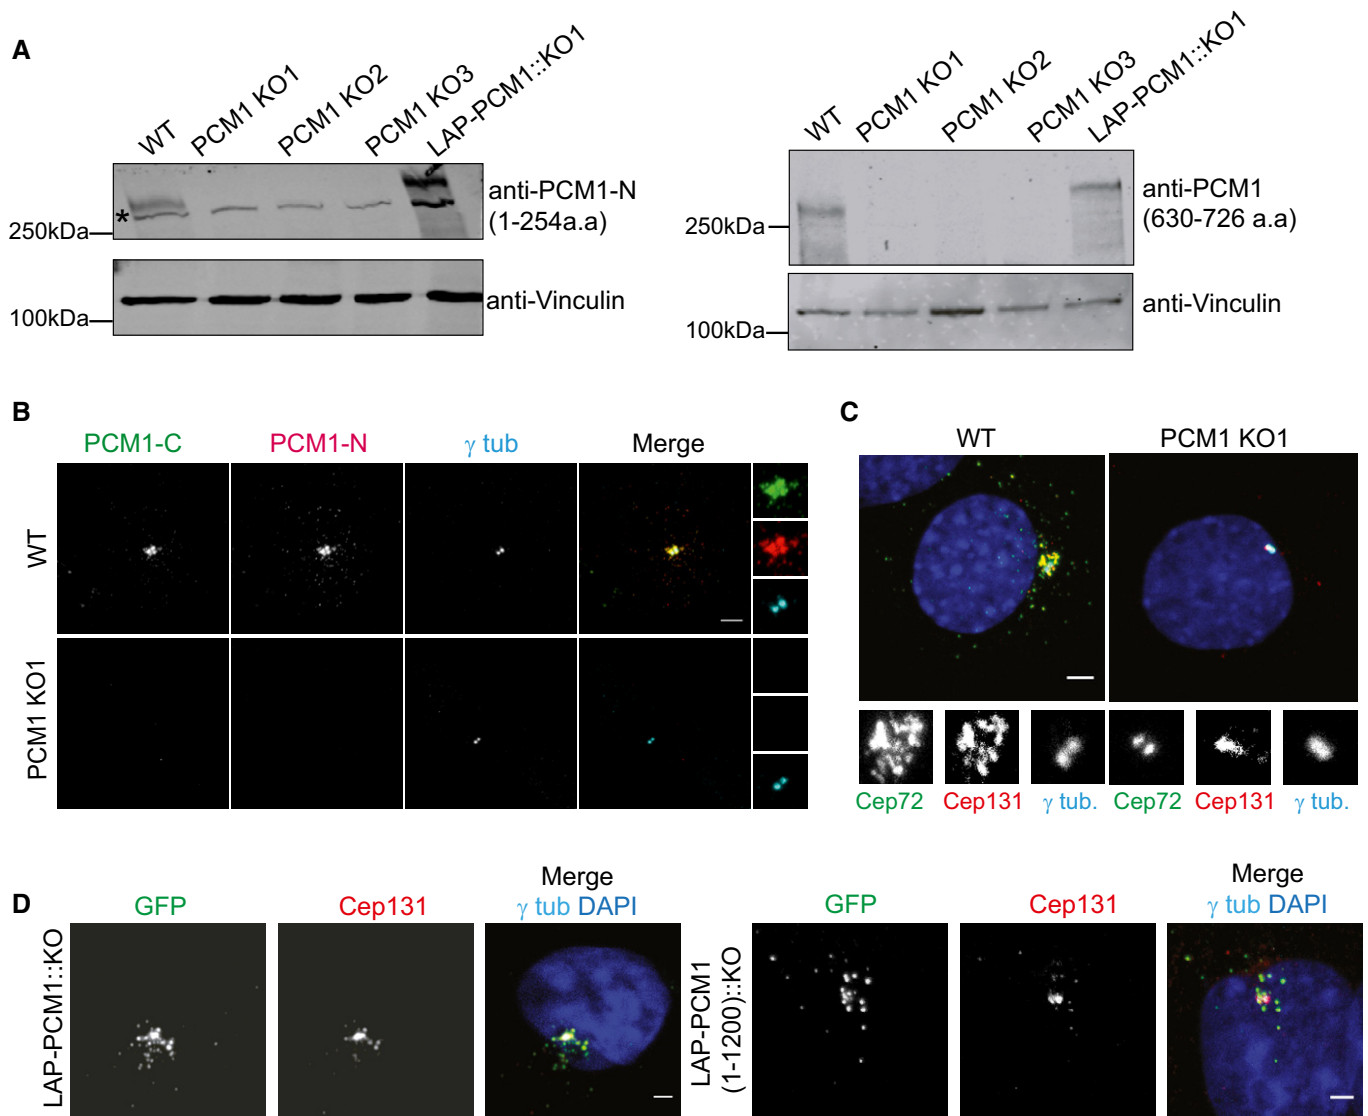 A
WT
PCM1 KO1
PCM1 KO2
PCM1 KO3
LAP-PCM1::KO1
*
250kDa
anti-PCM1-N
(1-254a.a)
100kDa
anti-Vinculin
WT
PCM1 KO1
PCM1 KO2
PCM1 KO3
LAP-PCM1::KO1
250kDa
anti-PCM1
(630-726 a.a)
100kDa
anti-Vinculin
B
PCM1-C
PCM1-N
γ tub
Merge
WT
PCM1 KO1
C
WT
PCM1 KO1
Cep72
Cep131
γ tub.
Cep72
Cep131
γ tub.
D
LAP-PCM1::KO
GFP
Cep131
Merge
γ tub DAPI
LAP-PCM1
(1-1200)::KO
GFP
Cep131
Merge
γ tub DAPI